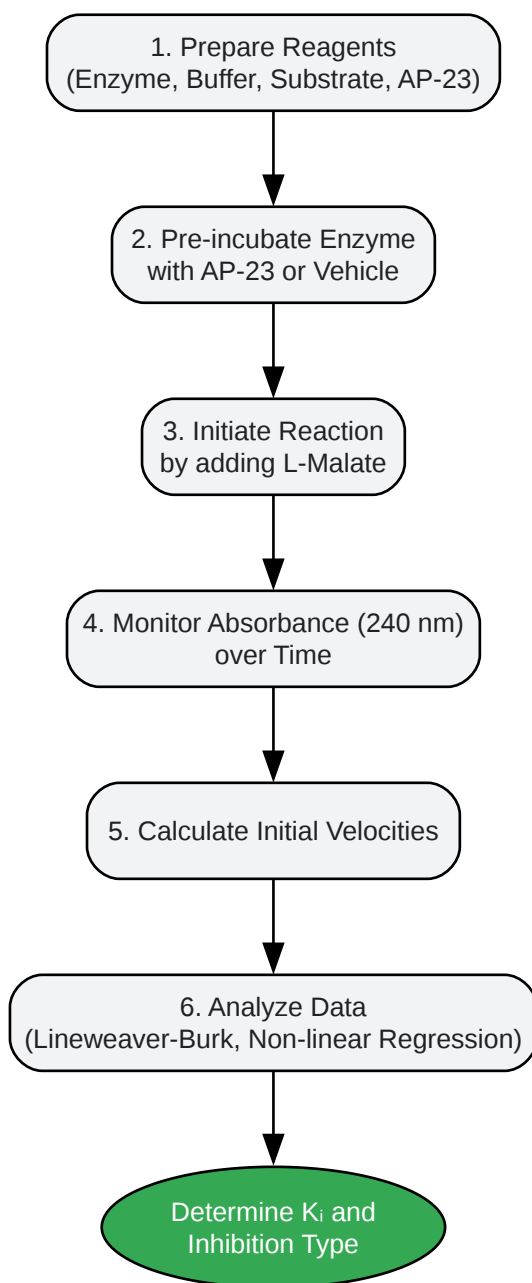 1. Prepare Reagents
(Enzyme, Buffer, Substrate, AP-23)
2. Pre-incubate Enzyme
with AP-23 or Vehicle
3. Initiate Reaction
by adding L-Malate
4. Monitor Absorbance (240 nm)
over Time
5. Calculate Initial Velocities
6. Analyze Data
(Lineweaver-Burk, Non-linear Regression)
Determine Kᵢ and
Inhibition Type